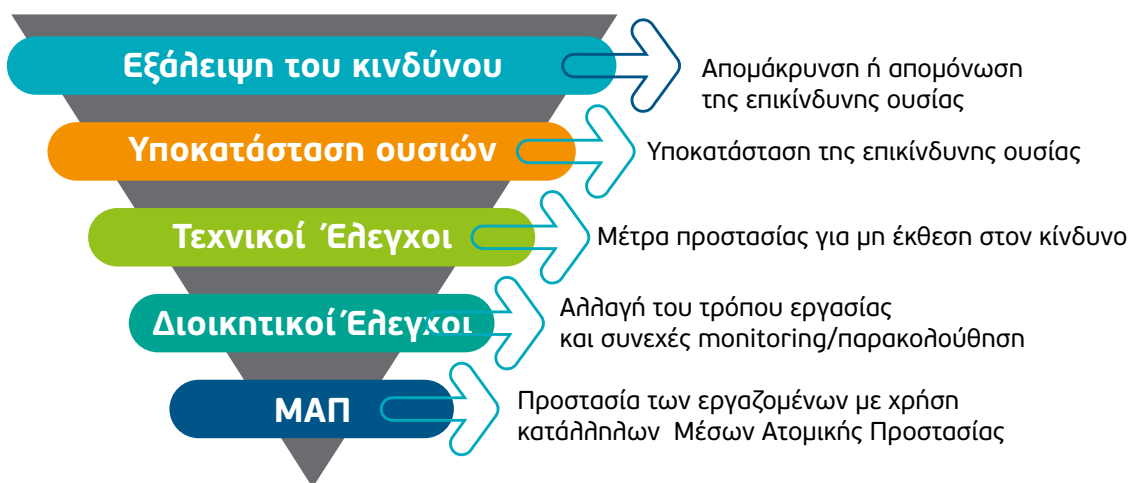 Εξάλειψη του κινδύνου
Απομάκρυνση ή απομόνωση
της επικίνδυνης ουσίας
Υποκατάσταση ουσιών
Υποκατάσταση της επικίνδυνης ουσίας
Τεχνικοί Έλεγχοι
Μέτρα προστασίας για μη έκθεση στον κίνδυνο
Διοικητικοί Έλεγχοι
Αλλαγή του τρόπου εργασίας
και συνεχές monitoring/παρακολούθηση
ΜΑΠ
Προστασία των εργαζομένων με χρήση
κατάλληλων Μέσων Ατομικής Προστασίας